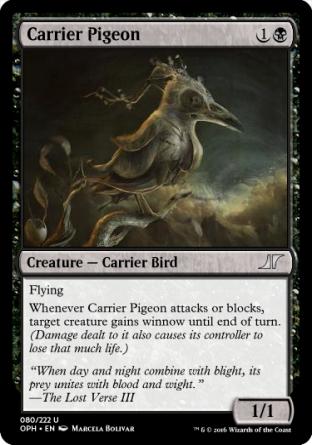 Carrier Pigeon 1
Creature — Carrier Bird
Flying
Whenever Carrier Pigeon attacks or blocks,
target creature gains winnow until end of turn.
(Damage dealt to it also causes its controller to
lose that much life.)
“When day and night combine with blight, its
prey unites with blood and wight.”
—The Lost Verse III
1/1
080/222 U
OPH • EN MARCELA BOLIVAR ™ & © 2016 Wizards of the Coast